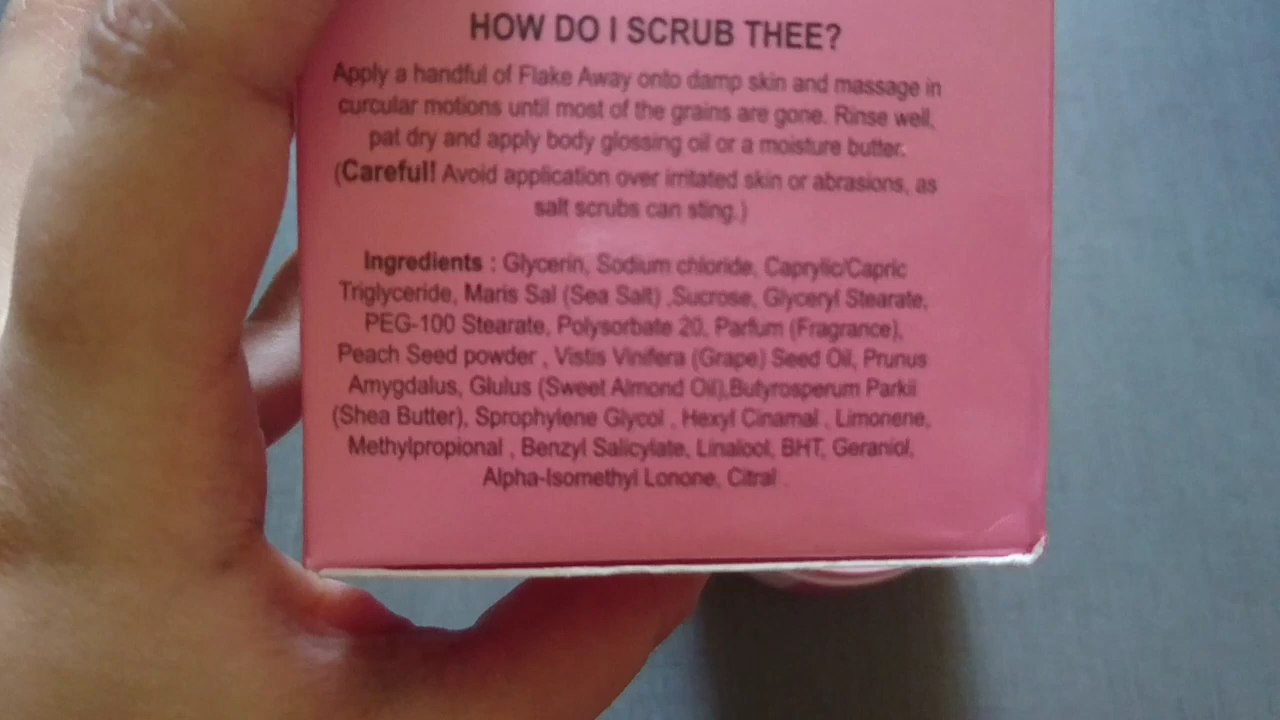 HOW DO I SCRUB THEE?
Apply a handful of Flake Away onto damp skin and massage in
curcular motions until most of the grains are gone. Rinse well,
pat dry and apply body glossing oil or a moisture butter.
(Careful! Avoid application over irritated skin or abrasions, as
salt scrubs can sting.)
Ingredients : Glycerin, Sodium chloride, Caprylic/Capric
Triglyceride, Maris Sal (Sea Salt) ,Sucrose, Glyceryl Stearate,
PEG-100 Stearate, Polysorbate 20, Parfum (Fragrance),
Peach Seed powder , Vistis Vinifera (Grape) Seed Oil, Prunus
Amygdalus, Glulus (Sweet Almond Oil),Butyrosperum Parkii
(Shea Butter), Sprophylene Glycol , Hexyl Cinamal , Limonene,
Methylpropional , Benzyl Salicylate, Linalool, BHT, Geraniol,
Alpha-Isomethyl Lonone, Citral